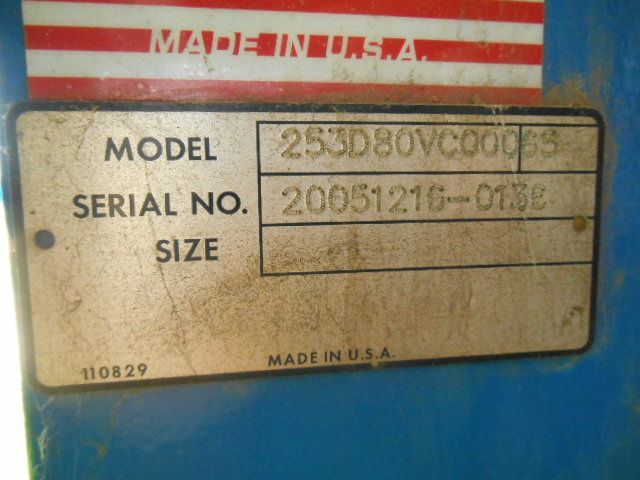 MADE IN U.S.A.
MODEL 253D80VC00065
SERIAL NO. 20051216-0138
SIZE
110829 MADE IN U.S.A.